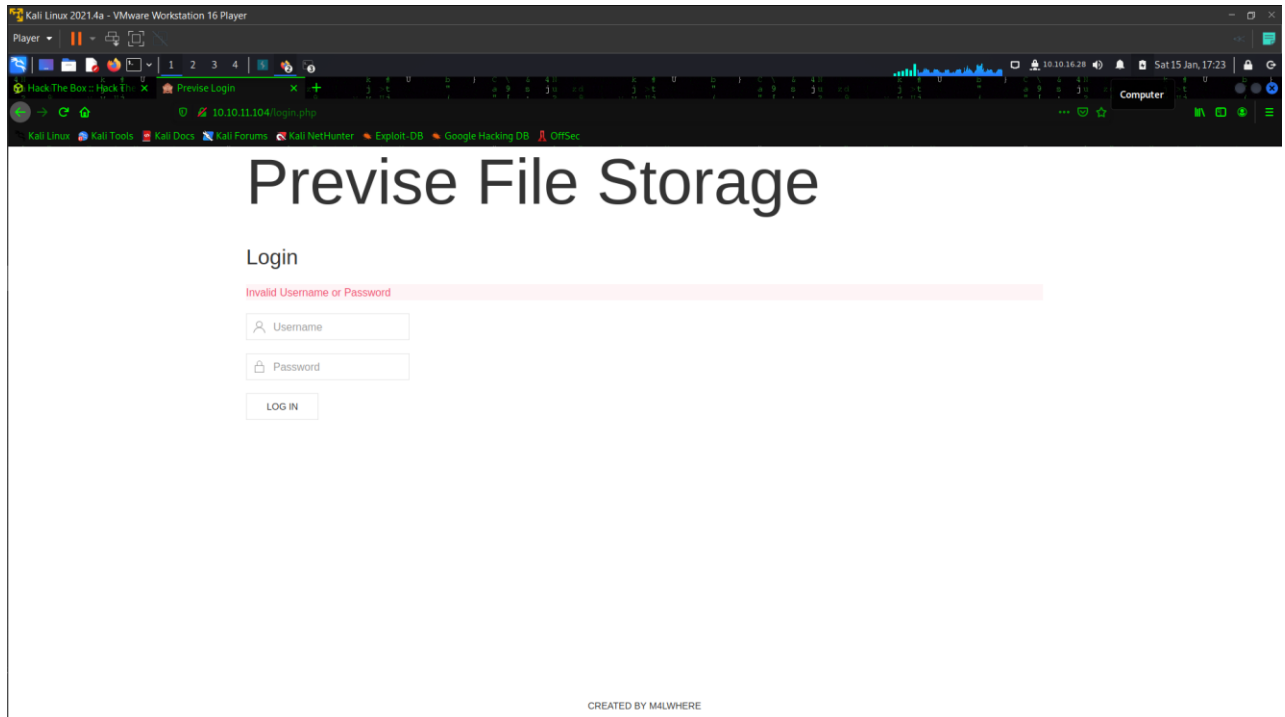 Kali Linux 2021.4a - VMware Workstation 16 Player
Player
1 2 3 4
10.10.16.28
Sat 15 Jan, 17:23
Hack The Box :: Hack The
Previse Login
Computer
10.10.11.104/login.php
Kali Linux Kali Tools Kali Docs Kali Forums Kali NetHunter Exploit-DB Google Hacking DB OffSec
Previse File Storage
Login
Invalid Username or Password
Username
Password
LOG IN
CREATED BY M4LWHERE